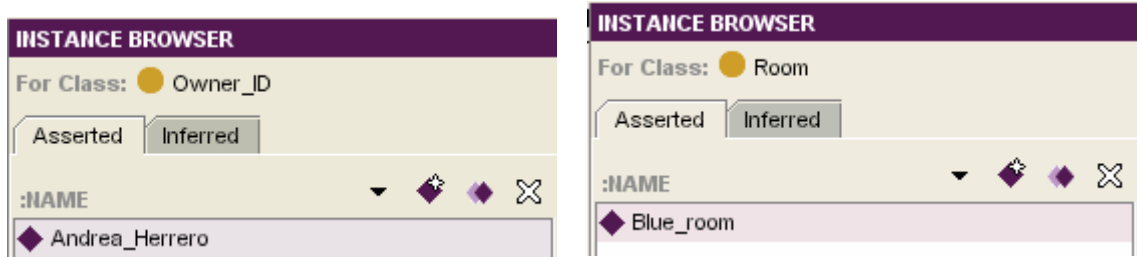 INSTANCE BROWSER
For Class: Owner_ID
Asserted Inferred
:NAME
Andrea_Herrero
INSTANCE BROWSER
For Class: Room
Asserted Inferred
:NAME
Blue_room